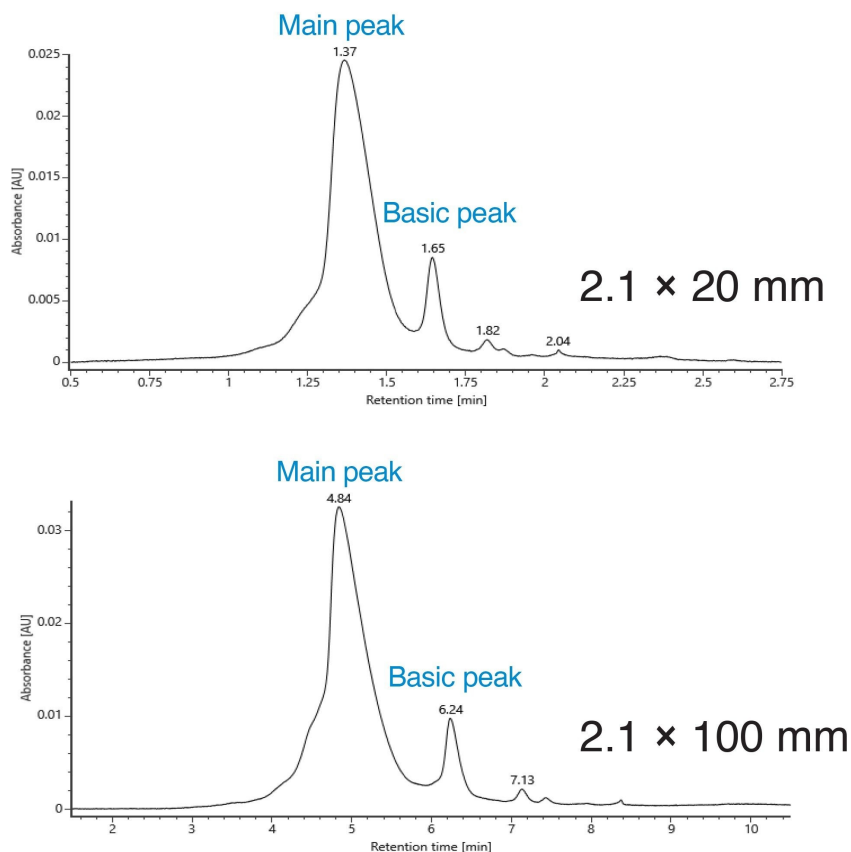 Main peak
1.37
0.025
0.02
Absorbance [AU]
0.015
Basic peak
0.01
1.65
2.1 × 20 mm
0.005
1.82
2.04
0
0.5 0.75 1 1.25 1.5 1.75 2 2.25 2.5 2.75
Retention time [min]
Main peak
4.84
0.03
0.02
Absorbance [AU]
Basic peak
6.24
0.01
2.1 × 100 mm
7.13
0
2 3 4 5 6 7 8 9 10
Retention time [min]